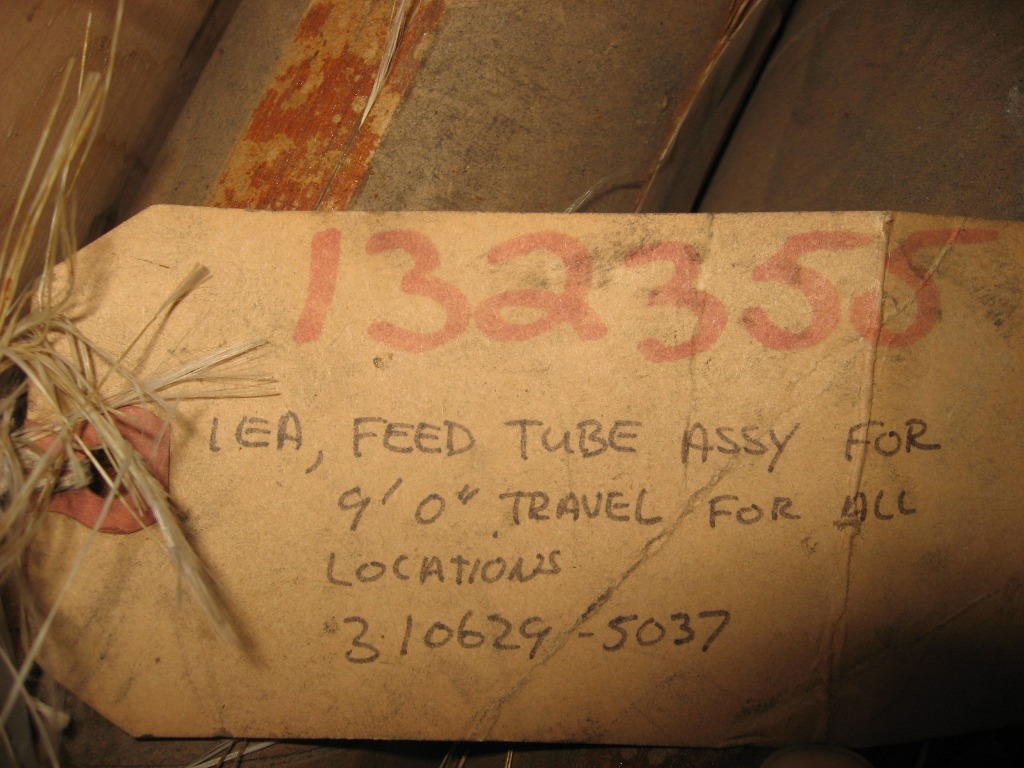 132355
1EA, FEED TUBE ASSY FOR
9' 0" TRAVEL FOR ALL
LOCATIONS
310629-5037